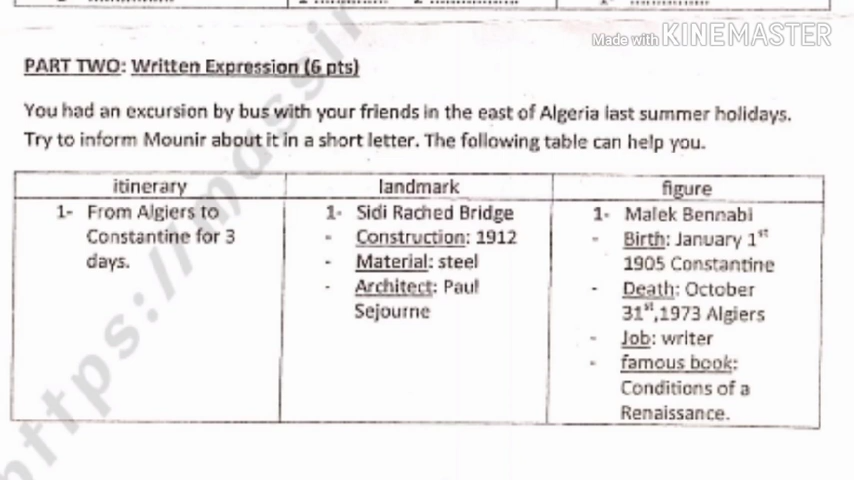 Made with KINEMASTER
PART TWO: Written Expression (6 pts)
You had an excursion by bus with your friends in the east of Algeria last summer holidays.
Try to inform Mounir about it in a short letter. The following table can help you.
itinerary
1- From Algiers to
Constantine for 3
days.
landmark
1- Sidi Rached Bridge
- Construction: 1912
- Material: steel
- Architect: Paul
Sejourne
figure
1- Malek Bennabi
- Birth: January 1st
1905 Constantine
- Death: October
31st,1973 Algiers
- Job: writer
- famous book:
Conditions of a
Renaissance.